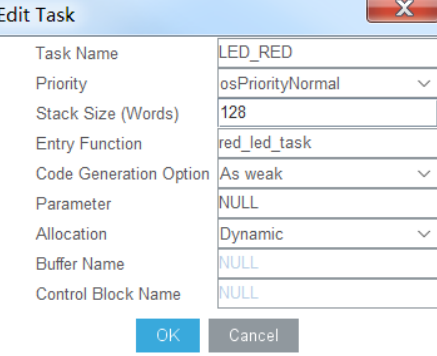 Edit Task
Task Name LED_RED
Priority osPriorityNormal
Stack Size (Words) 128
Entry Function red_led_task
Code Generation Option As weak
Parameter NULL
Allocation Dynamic
Buffer Name NULL
Control Block Name NULL
OK Cancel